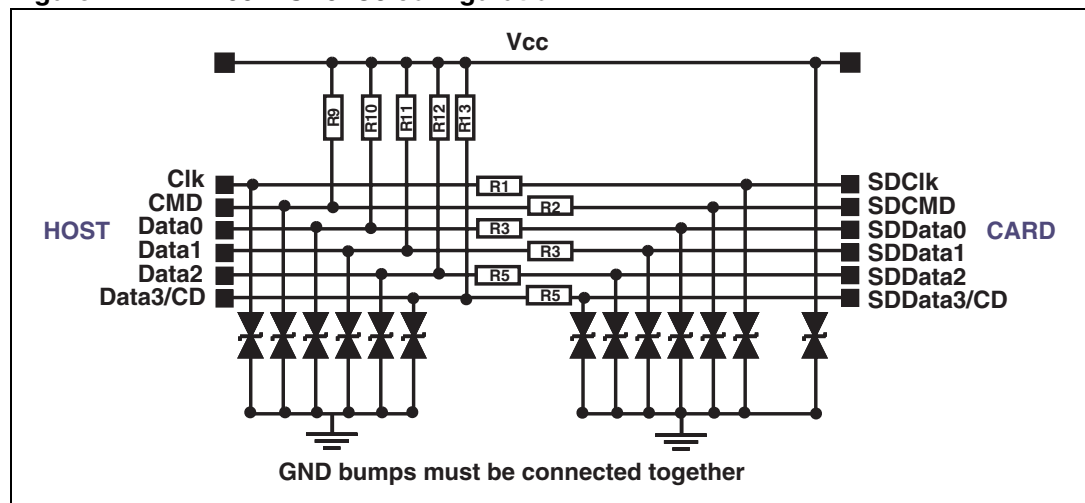 Vcc
R9
R10
R11
R12
R13
Clk
R1
SDClk
CMD
R2
SDCMD
HOST
Data0
R3
SDData0
CARD
Data1
R3
SDData1
Data2
R5
SDData2
Data3/CD
R5
SDData3/CD
GND bumps must be connected together